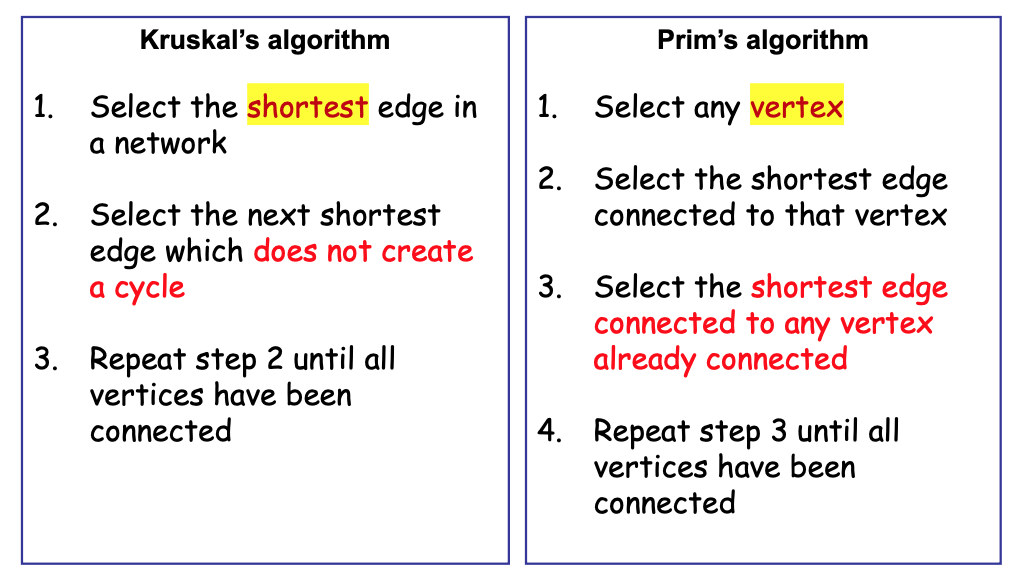 Kruskal’s algorithm
1. Select the shortest edge in
a network
2. Select the next shortest
edge which does not create
a cycle
3. Repeat step 2 until all
vertices have been
connected
Prim’s algorithm
1. Select any vertex
2. Select the shortest edge
connected to that vertex
3. Select the shortest edge
connected to any vertex
already connected
4. Repeat step 3 until all
vertices have been
connected